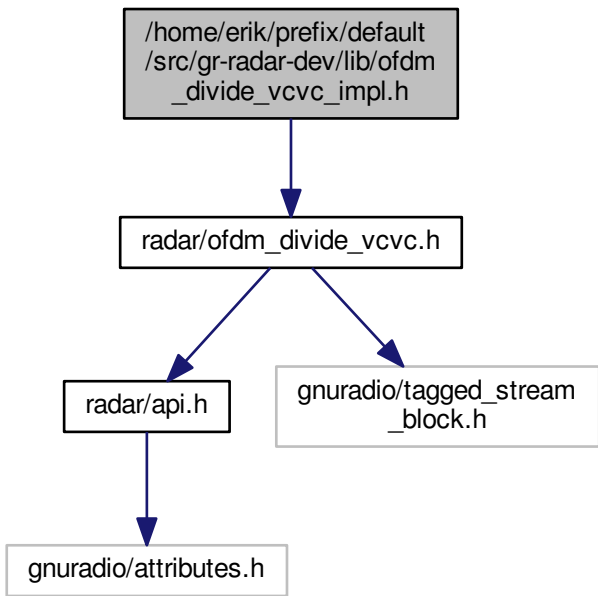 /home/erik/prefix/default
/src/gr-radar-dev/lib/ofdm
_divide_vcvc_impl.h
radar/ofdm_divide_vcvc.h
radar/api.h
gnuradio/tagged_stream
_block.h
gnuradio/attributes.h